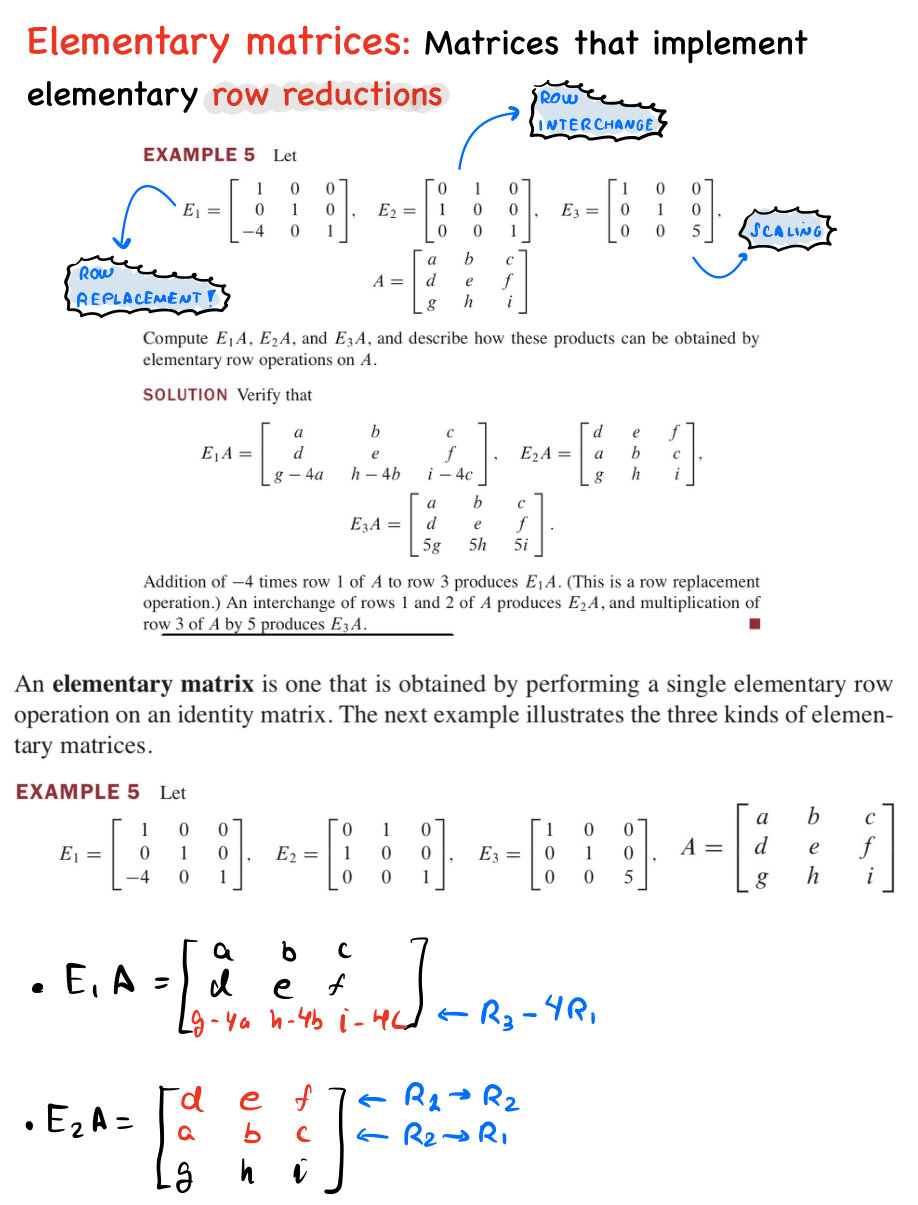 Elementary matrices: Matrices that implement
elementary row reductions
ROW
INTERCHANGE
EXAMPLE 5 Let
E₁ = [ 1 0 0 ; 0 1 0 ; −4 0 1 ], E₂ = [ 0 1 0 ; 1 0 0 ; 0 0 1 ], E₃ = [ 1 0 0 ; 0 1 0 ; 0 0 5 ],
SCALING
ROW
REPLACEMENT!
A = [ a b c ; d e f ; g h i ]
Compute E₁A, E₂A, and E₃A, and describe how these products can be obtained by
elementary row operations on A.
SOLUTION Verify that
E₁A = [ a b c ; d e f ; g − 4a h − 4b i − 4c ], E₂A = [ d e f ; a b c ; g h i ],
E₃A = [ a b c ; d e f ; 5g 5h 5i ].
Addition of −4 times row 1 of A to row 3 produces E₁A. (This is a row replacement
operation.) An interchange of rows 1 and 2 of A produces E₂A, and multiplication of
row 3 of A by 5 produces E₃A.
An elementary matrix is one that is obtained by performing a single elementary row
operation on an identity matrix. The next example illustrates the three kinds of elemen-
tary matrices.
EXAMPLE 5 Let
E₁ = [ 1 0 0 ; 0 1 0 ; −4 0 1 ], E₂ = [ 0 1 0 ; 1 0 0 ; 0 0 1 ], E₃ = [ 1 0 0 ; 0 1 0 ; 0 0 5 ], A = [ a b c ; d e f ; g h i ]
• E₁A = [ a b c ; d e f ; g-4a h-4b i-4c ] ← R₃ - 4R₁
• E₂A = [ d e f ; a b c ; g h i ] ← R₁ → R₂
← R₂ → R₁